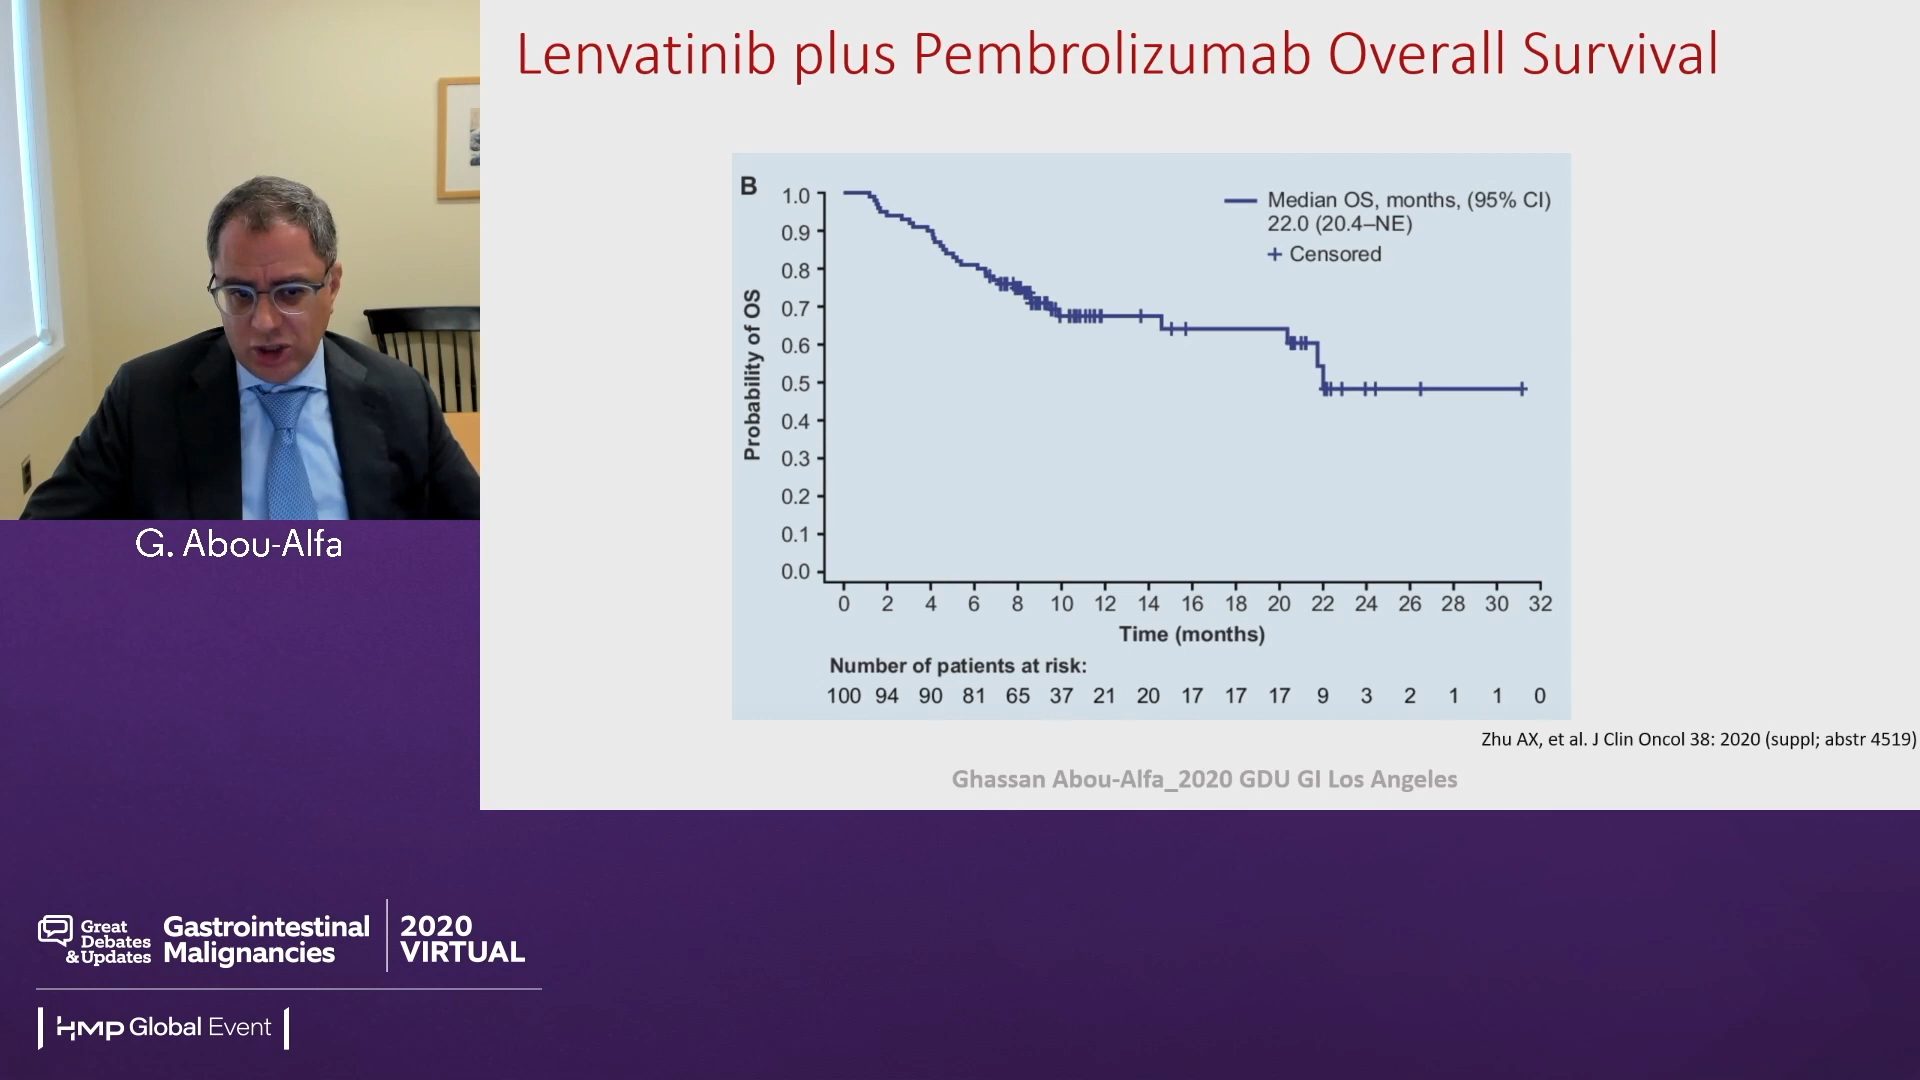 Lenvatinib plus Pembrolizumab Overall Survival
B
Median OS, months, (95% CI)
22.0 (20.4–NE)
Censored
Probability of OS
1.0
0.9
0.8
0.7
0.6
0.5
0.4
0.3
0.2
0.1
0.0
0 2 4 6 8 10 12 14 16 18 20 22 24 26 28 30 32
Time (months)
Number of patients at risk:
100 94 90 81 65 37 21 20 17 17 17 9 3 2 1 1 0
Zhu AX, et al. J Clin Oncol 38: 2020 (suppl; abstr 4519)
Ghassan Abou-Alfa_2020 GDU GI Los Angeles
G. Abou-Alfa
Great
Debates
&Updates
Gastrointestinal
Malignancies
2020
VIRTUAL
HMP Global Event